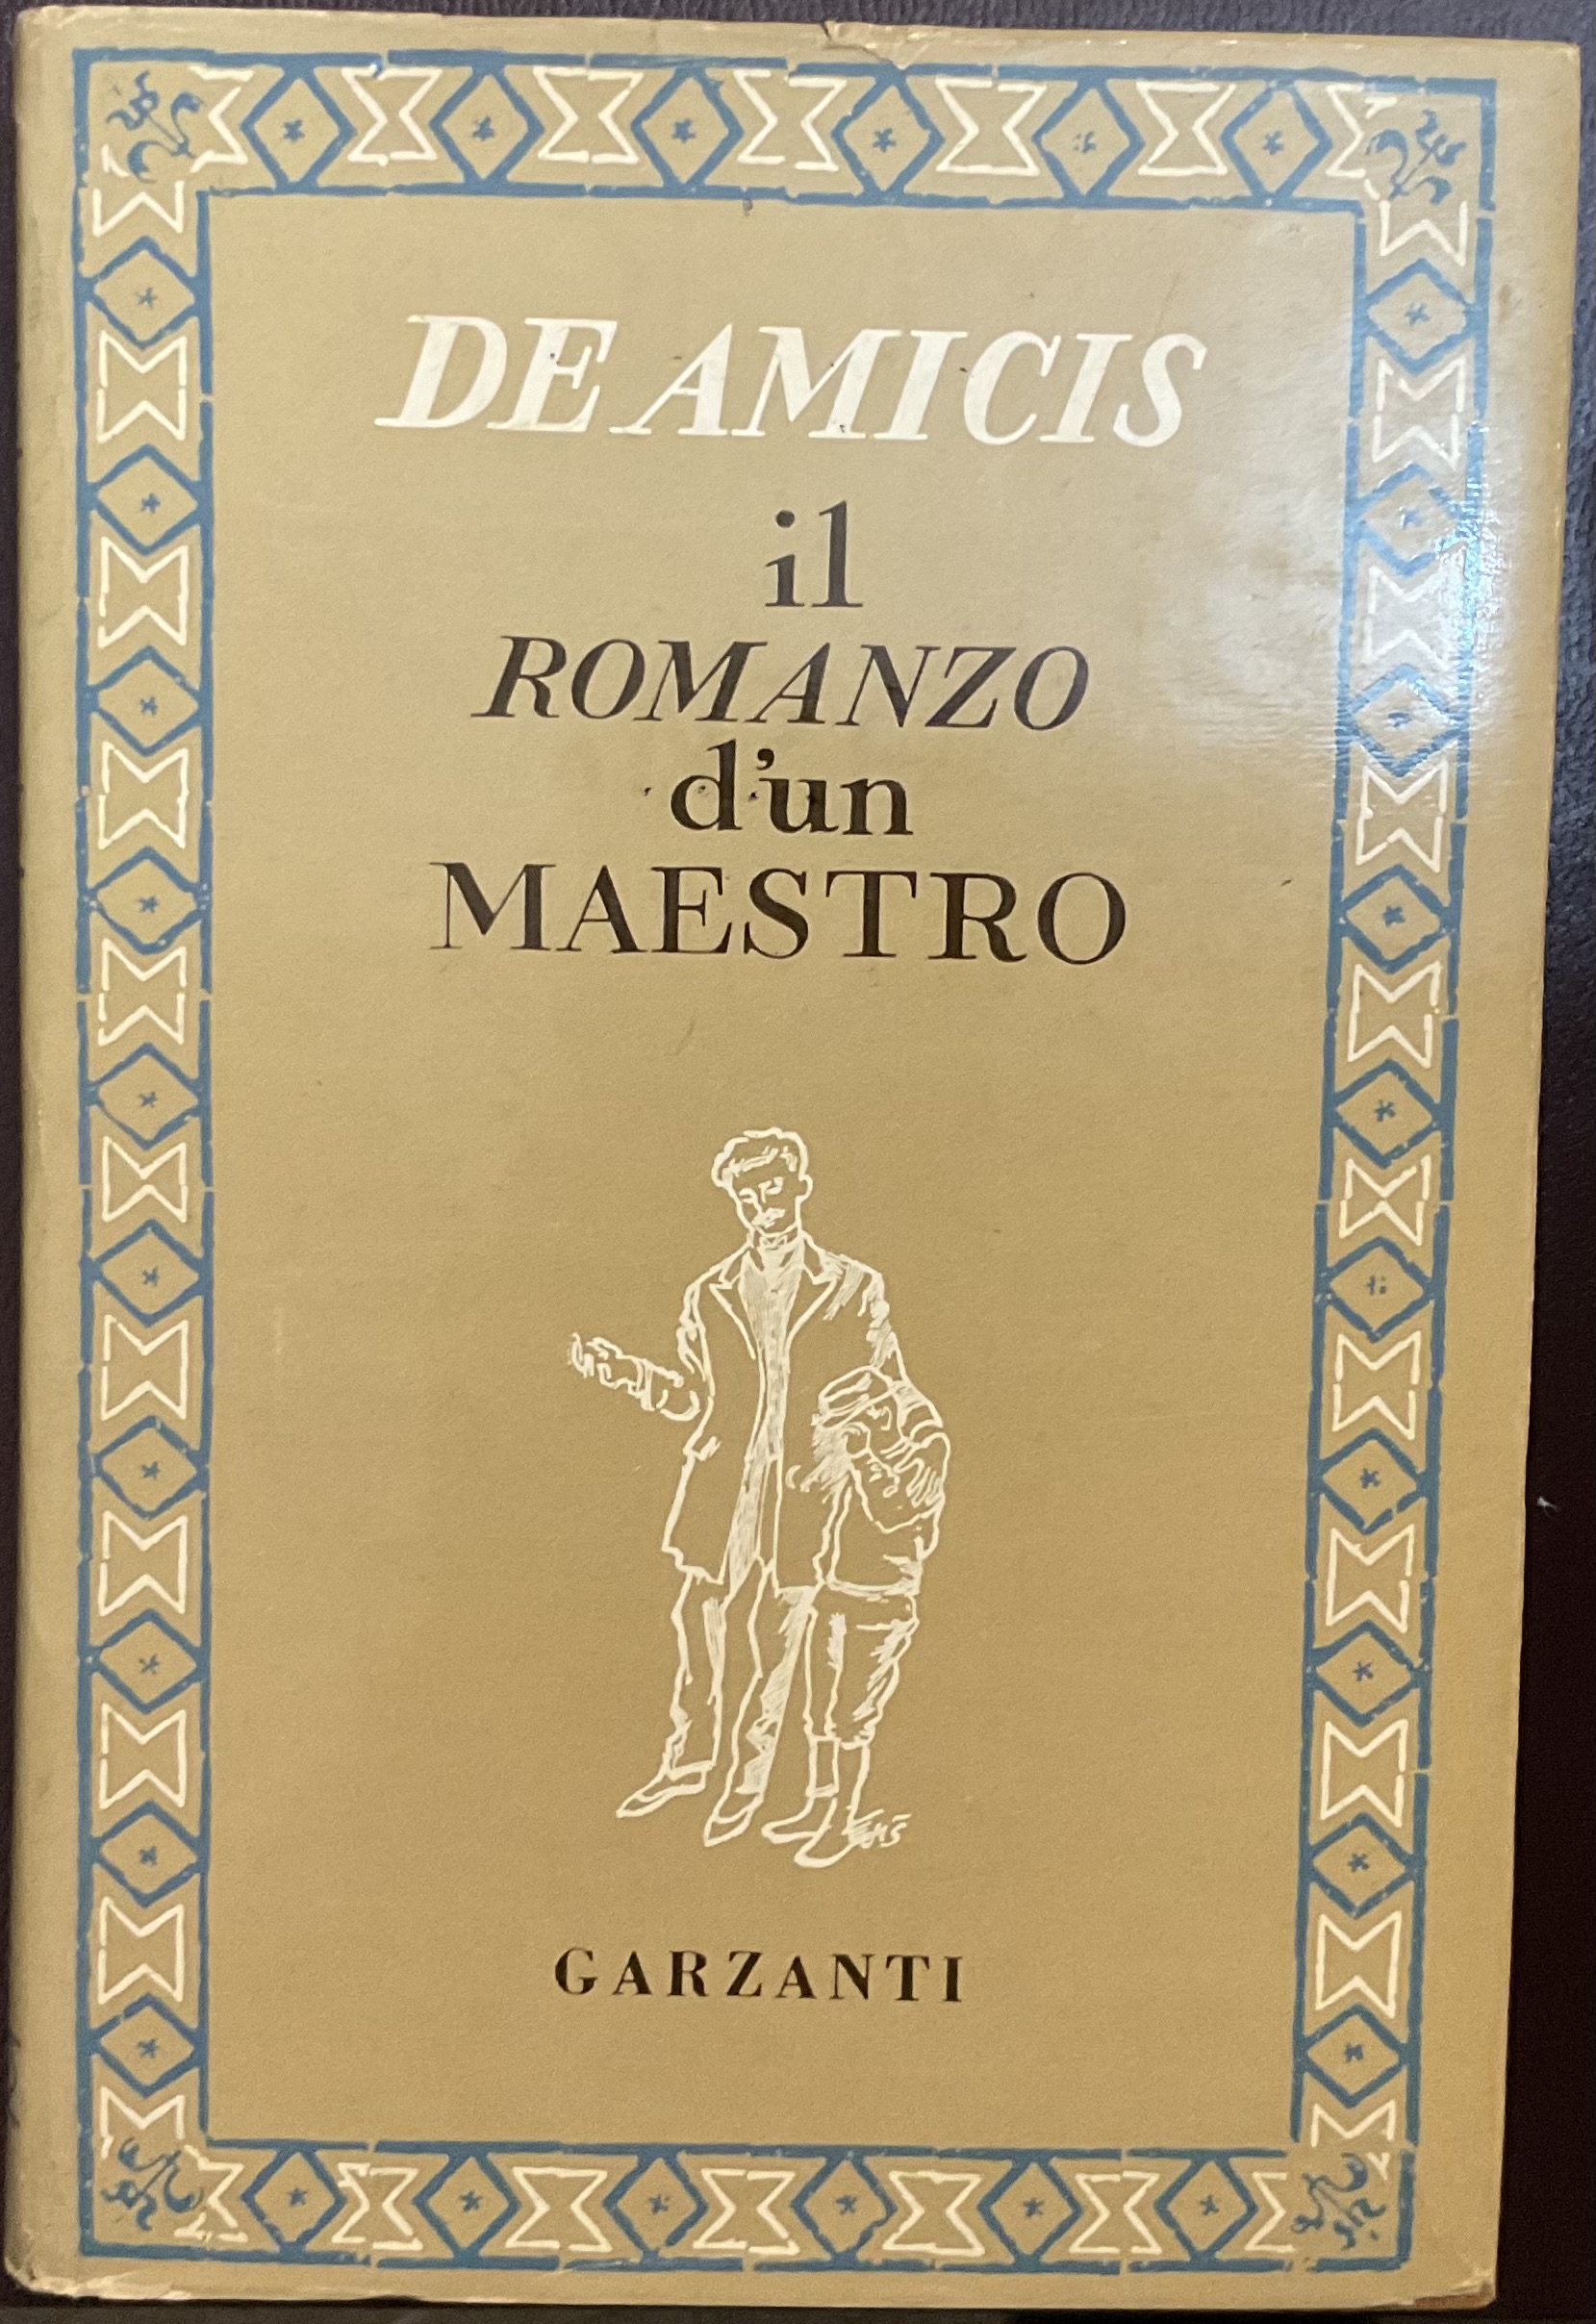 DE AMICIS
il
ROMANZO
d'un
MAESTRO
GARZANTI